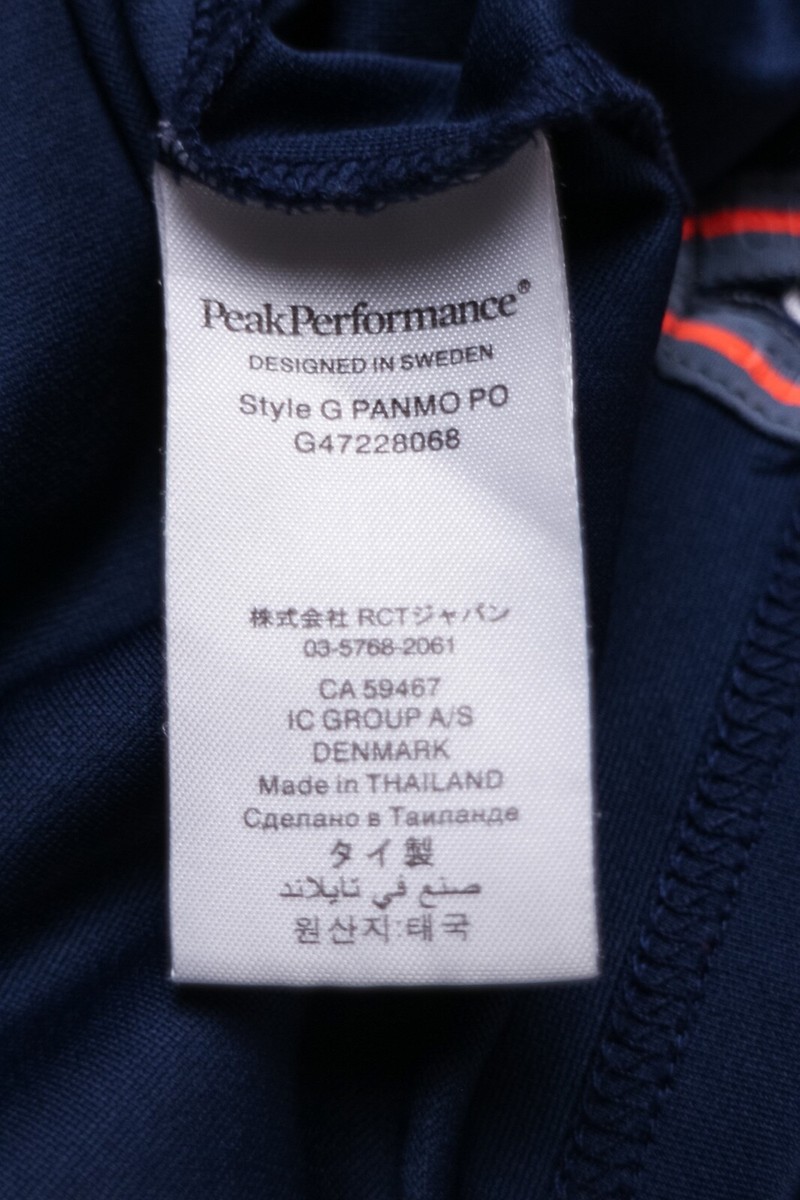 PeakPerformance®
DESIGNED IN SWEDEN
Style G PANMO PO
G47228068
株式会社 RCTジャパン
03-5768-2061
CA 59467
IC GROUP A/S
DENMARK
Made in THAILAND
Сделано в Таиланде
タイ製
صنع في تايلاند
원산지:태국